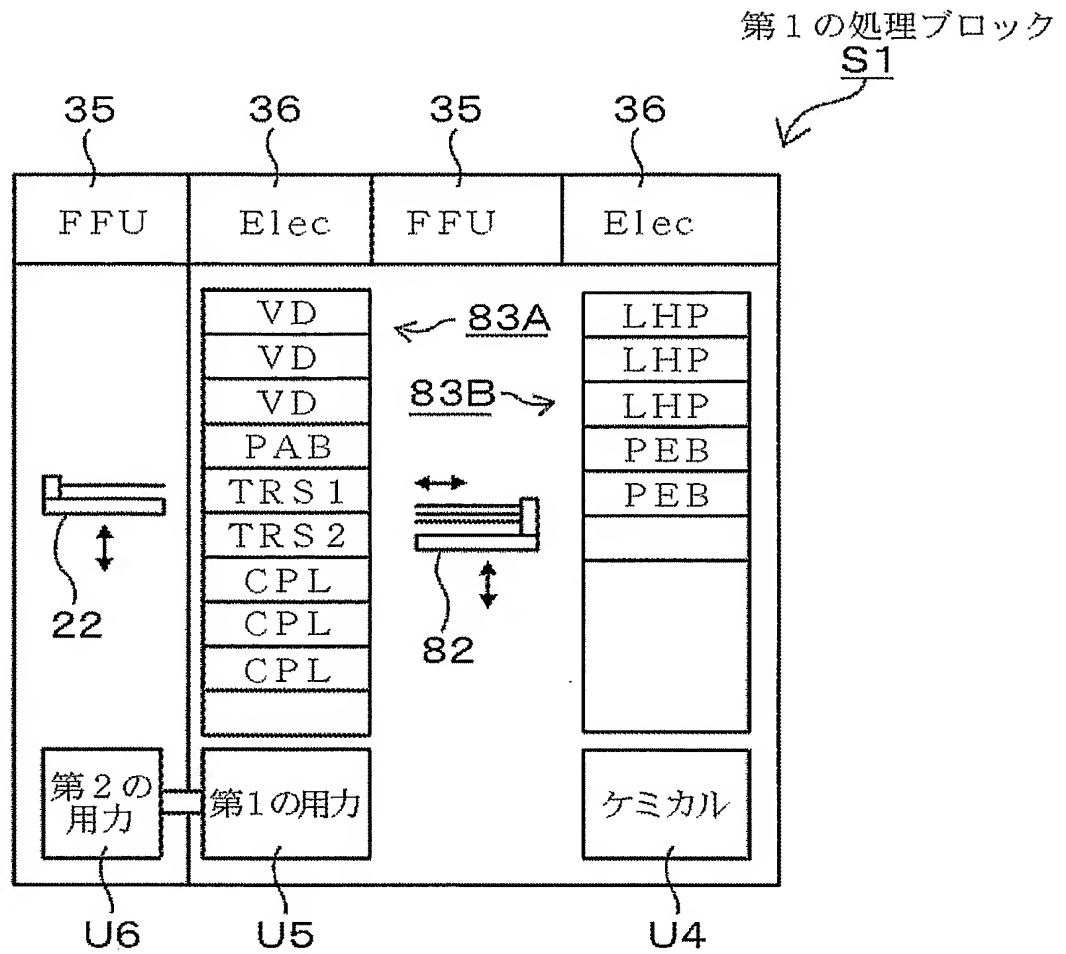 第1の処理ブロック
S1
35 36 35 36
FFU Elec FFU Elec
VD
VD
VD
PAB
TRS1
TRS2
CPL
CPL
CPL
83A
83B
LHP
LHP
LHP
PEB
PEB
22
82
第2の
用力
第1の用力
ケミカル
U6 U5 U4